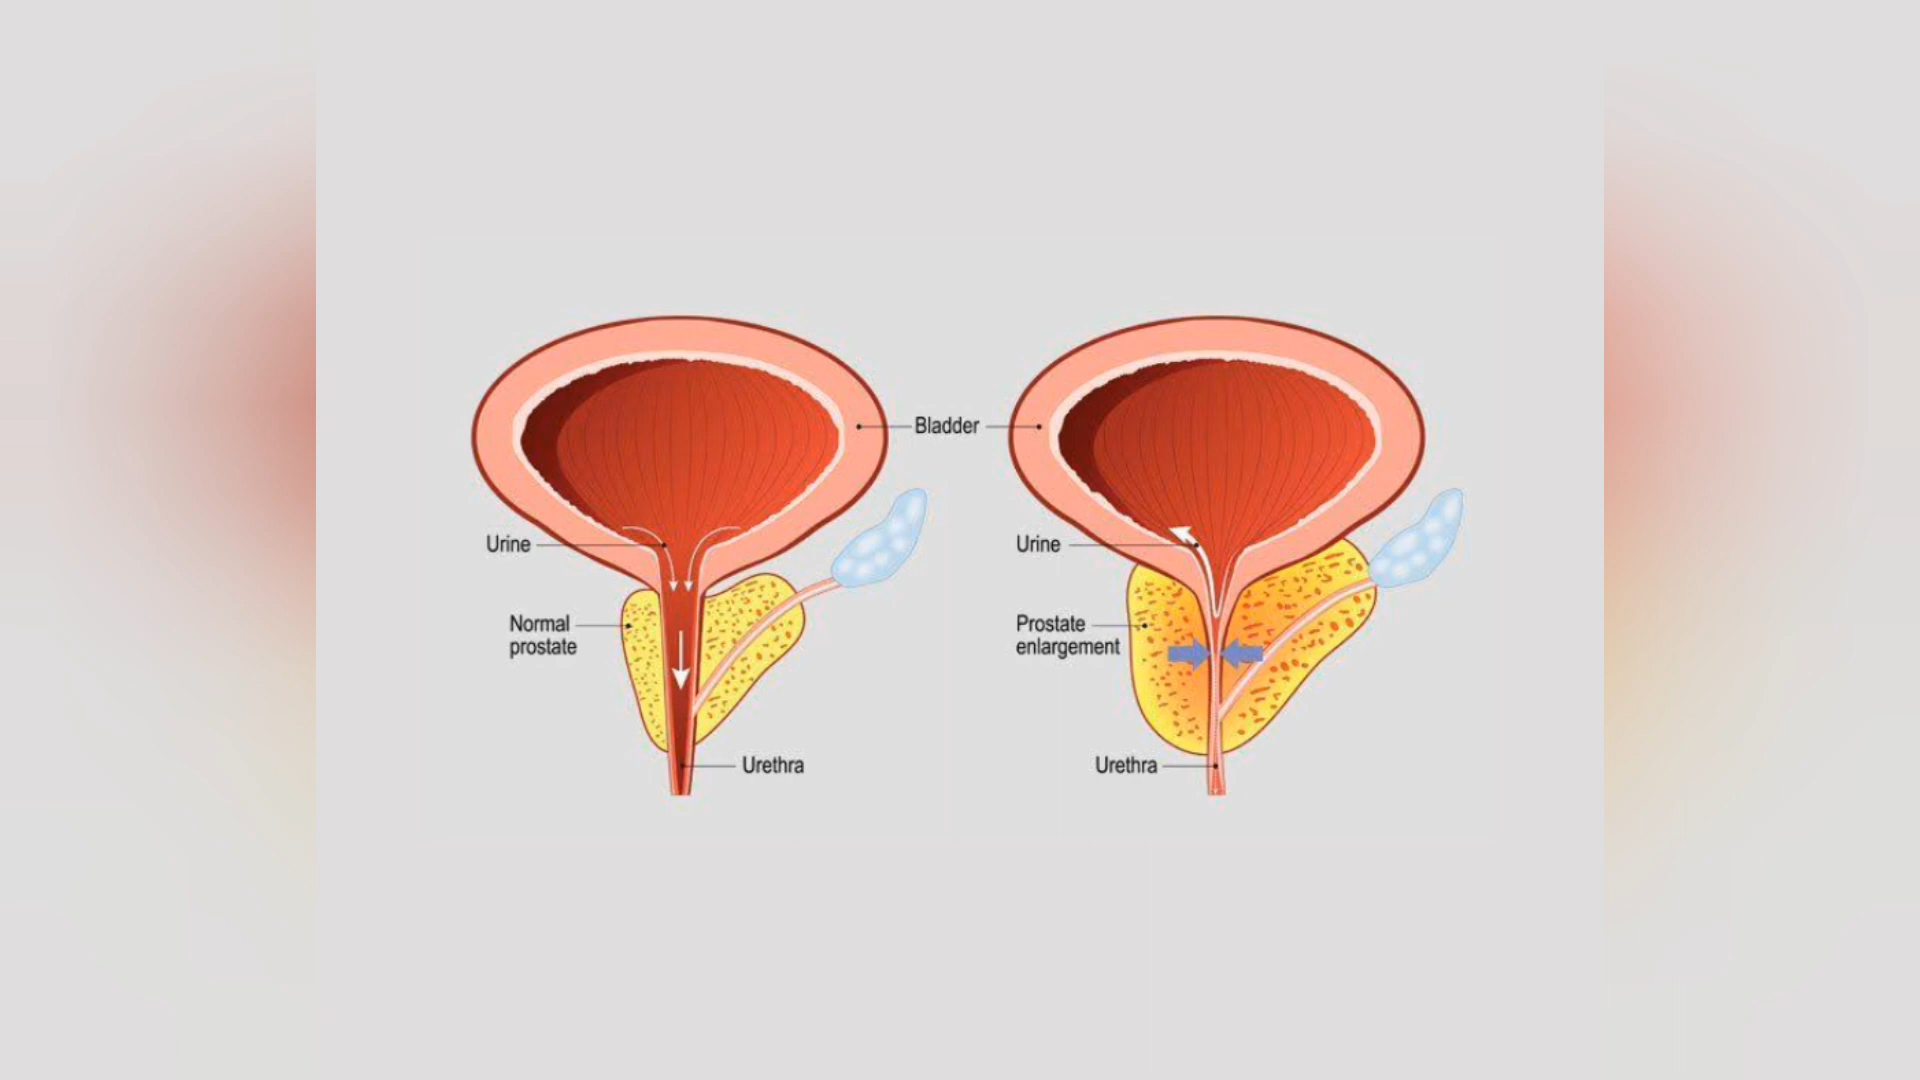 Bladder
Urine
Normal
prostate
Urethra
Urine
Prostate
enlargement
Urethra